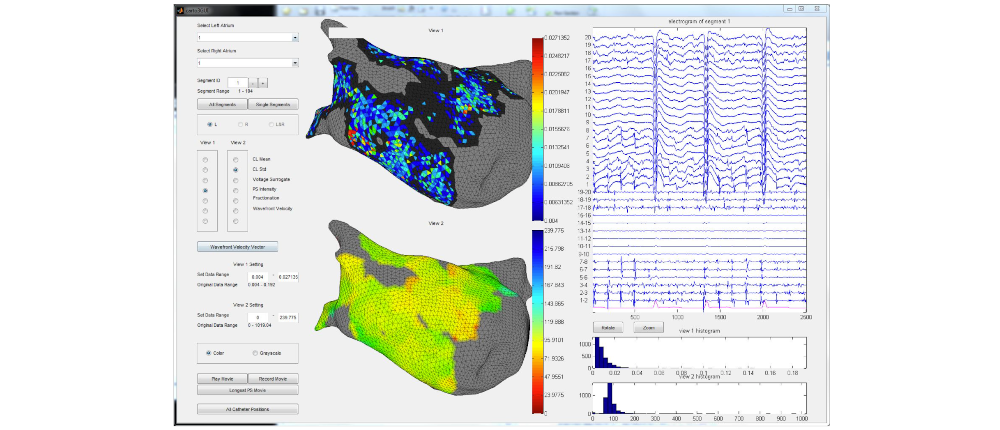 Select Left Atrium
1
Select Right Atrium
1
Segment ID
1
-
+
Segment Range 1 - 194
All Segments
Single Segments
L
R
View 1
View 2
CL Mean
CL Std
Voltage Surrogate
PS Intensity
Fractionation
Wavefront Velocity
Wavefront Velocity Vector
View 1 Setting
Set Data Range 0.004 - 0.027135
Original Data Range 0.004 - 0.192
View 2 Setting
Set Data Range 0 - 239.775
Original Data Range 0 - 1019.04
Color
Grayscale
Play Movie
Record Movie
Longest PS Movie
All Catheter Positions
View 1
0.0271352
0.0246217
0.0201947
0.0178811
0.0155676
0.0109406
0.00631352
0.004
View 2
239.775
215.798
191.82
143.865
119.888
95.9101
71.9326
47.9551
23.9775
0
electrogram of segment 1
20
19
18
17
16
15
14
13
12
11
10
9
8
7
6
5
4
3
2
1
19-20
18-19
17-18
16-16
14-15
13-14
11-12
10-11
9-10
7-8
6-7
5-6
3-4
2-3
1-2
500
1000
1500
2000
2500
Rotate
Zoom
view 1 histogram
1000
500
0
0 0.02 0.04 0.06 0.08 0.1 0.12 0.14 0.16 0.18
view 2 histogram
1000
500
0
0 100 200 300 400 500 600 700 800 900 1000